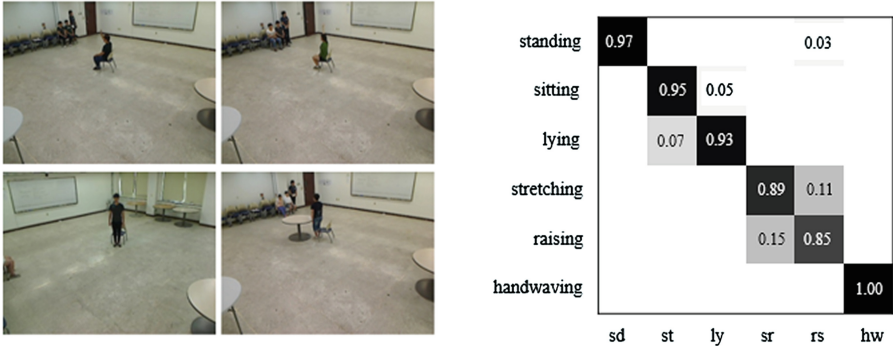 standing 0.97 0.03
sitting 0.95 0.05
lying 0.07 0.93
stretching 0.89 0.11
raising 0.15 0.85
handwaving 1.00
sd st ly sr rs hw